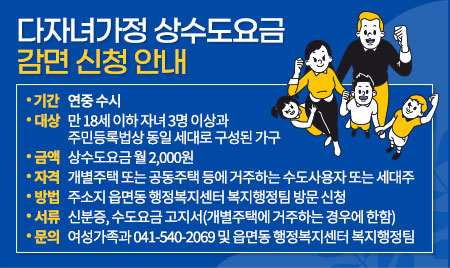 다자녀가정 상수도요금
감면 신청 안내
• 기간 연중 수시
• 대상 만 18세 이하 자녀 3명 이상과
주민등록법상 동일 세대로 구성된 가구
• 금액 상수도요금 월 2,000원
• 자격 개별주택 또는 공동주택 등에 거주하는 수도사용자 또는 세대주
• 방법 주소지 읍면동 행정복지센터 복지행정팀 방문 신청
• 서류 신분증, 수도요금 고지서(개별주택에 거주하는 경우에 한함)
• 문의 여성가족과 041-540-2069 및 읍면동 행정복지센터 복지행정팀